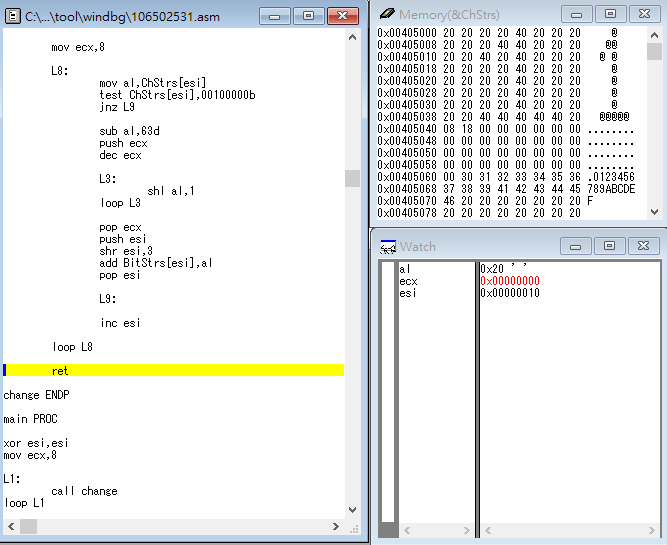 C:\...\tool\windbg\106502531.asm
mov ecx,8
L8:
mov al,ChStrs[esi]
test ChStrs[esi],00100000b
jnz L9
sub al,63d
push ecx
dec ecx
L3:
shl al,1
loop L3
pop ecx
push esi
shr esi,3
add BitStrs[esi],al
pop esi
L9:
inc esi
loop L8
ret
change ENDP
main PROC
xor esi,esi
mov ecx,8
L1:
call change
loop L1
Memory(&ChStrs)
0x00405000 20 20 20 20 40 20 20 20     @
0x00405008 20 20 20 40 40 20 20 20    @@
0x00405010 20 20 40 20 40 20 20 20   @ @
0x00405018 20 20 20 20 40 20 20 20     @
0x00405020 20 20 20 20 40 20 20 20     @
0x00405028 20 20 20 20 40 20 20 20     @
0x00405030 20 20 20 20 40 20 20 20     @
0x00405038 20 20 40 40 40 40 40 20   @@@@@
0x00405040 08 18 00 00 00 00 00 00 ........
0x00405048 00 00 00 00 00 00 00 00 ........
0x00405050 00 00 00 00 00 00 00 00 ........
0x00405058 00 00 00 00 00 00 00 00 ........
0x00405060 00 30 31 32 33 34 35 36 .0123456
0x00405068 37 38 39 41 42 43 44 45 789ABCDE
0x00405070 46 20 20 20 20 20 20 20 F
0x00405078 20 20 20 20 20 20 20 20
Watch
al 0x20 ' '
ecx 0x00000000
esi 0x00000010